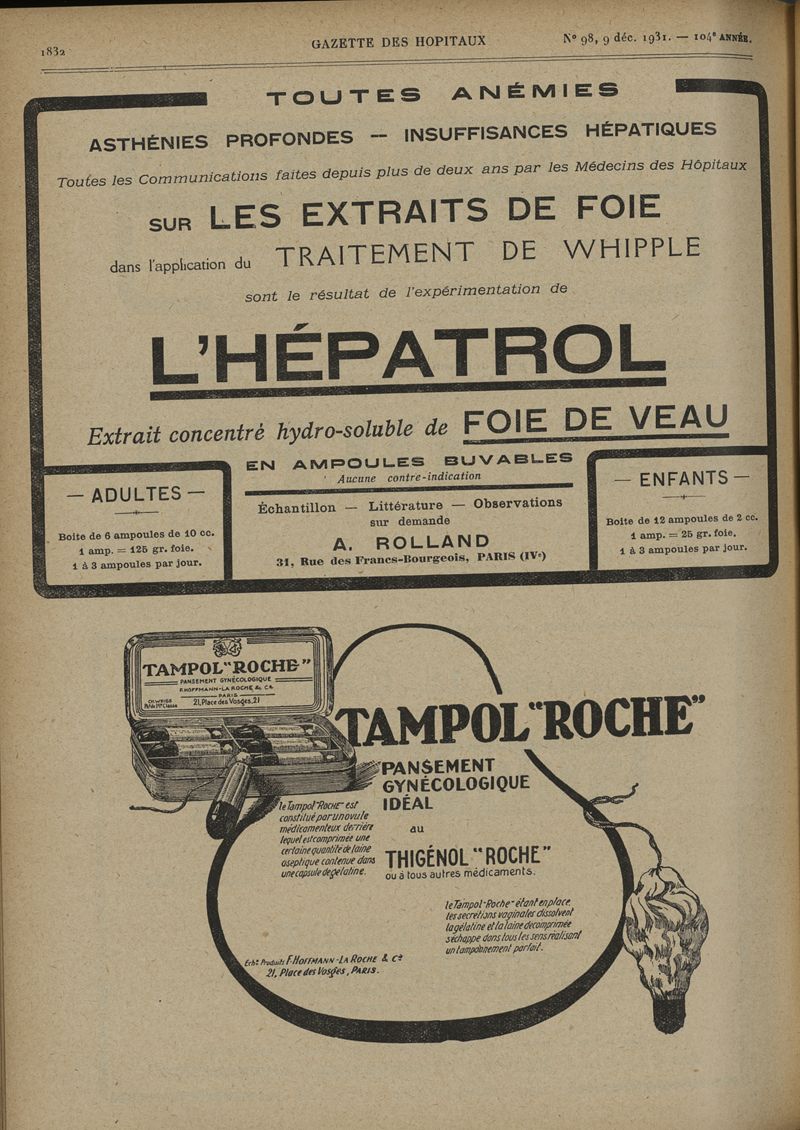 1832
GAZETTE DES HOPITAUX
N° 98, 9 déc. 1931. — 104e ANNÉE.
TOUTES ANÉMIES
ASTHÉNIES PROFONDES — INSUFFISANCES HÉPATIQUES
Toutes les Communications faites depuis plus de deux ans par les Médecins des Hôpitaux
SUR LES EXTRAITS DE FOIE
dans l'application du TRAITEMENT DE WHIPPLE
sont le résultat de l'expérimentation de
L'HÉPATROL
Extrait concentré hydro-soluble de FOIE DE VEAU
EN AMPOULES BUVABLES
Aucune contre-indication
— ADULTES —
Boite de 6 ampoules de 10 cc.
1 amp. = 125 gr. foie.
1 à 3 ampoules par jour.
Échantillon — Littérature — Observations
sur demande
A. ROLLAND
31, Rue des Francs-Bourgeois, PARIS (IVe)
— ENFANTS —
Boite de 12 ampoules de 2 cc.
1 amp. = 25 gr. foie.
1 à 3 ampoules par jour.
TAMPOL "ROCHE"
PANSEMENT GYNÉCOLOGIQUE
F. HOFFMANN-LA ROCHE & Cie
PARIS
21, Place des Vosges, 21
TAMPOL "ROCHE"
PANSEMENT
GYNÉCOLOGIQUE
IDÉAL
au
THIGÉNOL "ROCHE"
ou à tous autres médicaments.
le Tampol "Roche" est
constitué par un ovule
médicamenteux derrière
lequel est comprimée une
certaine quantité de laine
aseptique contenue dans
une capsule de gélatine.
le Tampol "Roche" étant en place,
les secrétions vaginales dissolvent
la gélatine et la laine décomprimée
s'échappe dans tous les sens réalisant
un tamponnement parfait.
Echns Produits F. HOFFMANN-LA ROCHE & Cie
21, Place des Vosges, PARIS.